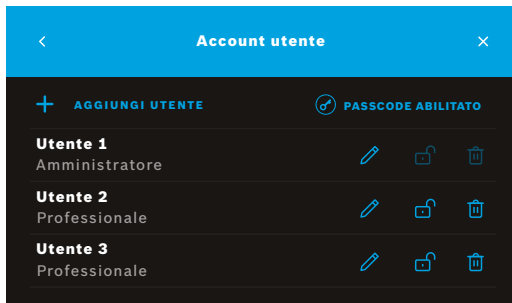 Account utente
AGGIUNGI UTENTE
PASSCODE ABILITATO
Utente 1
Amministratore
Utente 2
Professionale
Utente 3
Professionale